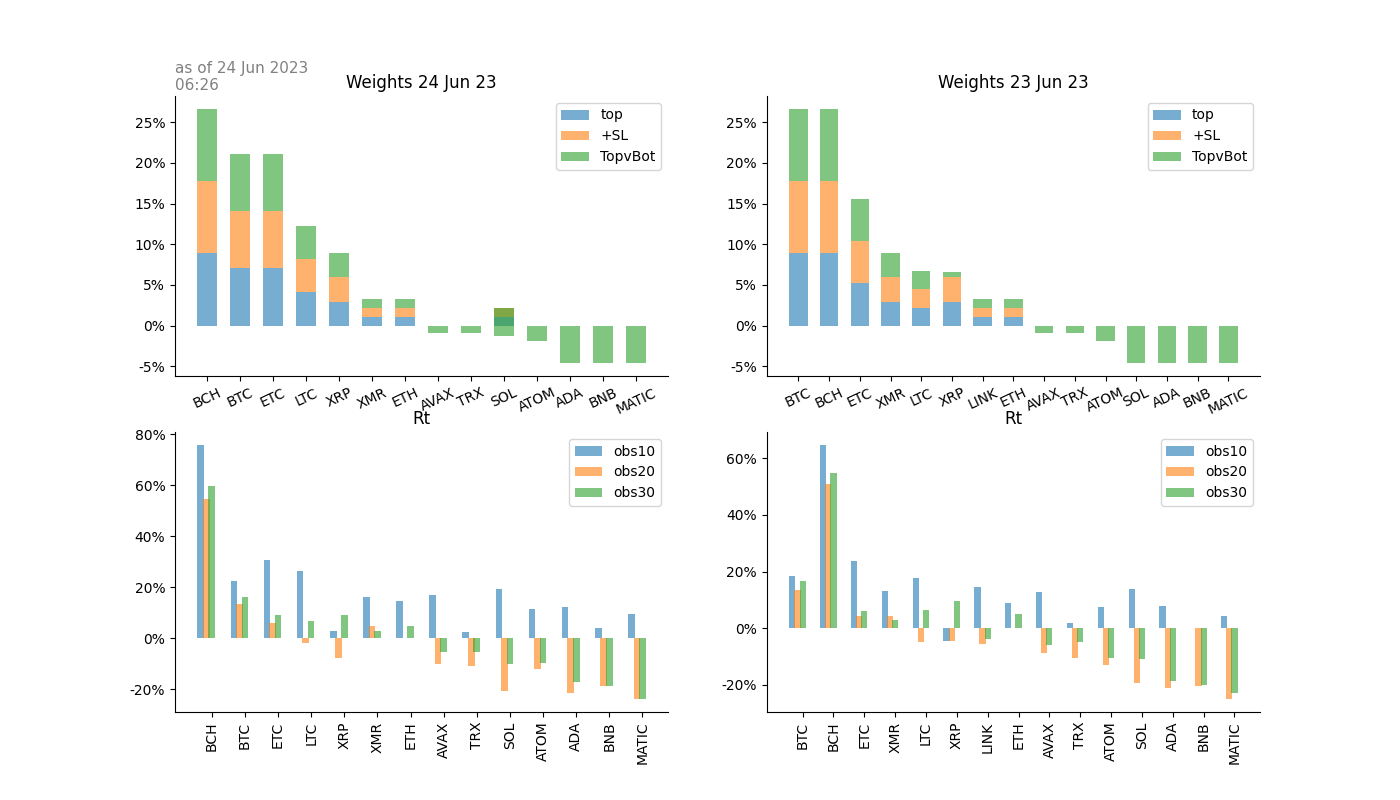 as of 24 Jun 2023
06:26
Weights 24 Jun 23
25%
20%
15%
10%
5%
0%
-5%
top
+SL
TopvBot
BCH BTC ETC LTC XRP XMR ETH AVAX TRX SOL ATOM ADA BNB MATIC
Weights 23 Jun 23
25%
20%
15%
10%
5%
0%
-5%
top
+SL
TopvBot
BTC BCH ETC XMR LTC XRP LINK ETH AVAX TRX ATOM SOL ADA BNB MATIC
Rt
80%
60%
40%
20%
0%
-20%
obs10
obs20
obs30
BCH BTC ETC LTC XRP XMR ETH AVAX TRX SOL ATOM ADA BNB MATIC
Rt
60%
40%
20%
0%
-20%
obs10
obs20
obs30
BTC BCH ETC XMR LTC XRP LINK ETH AVAX TRX ATOM SOL ADA BNB MATIC